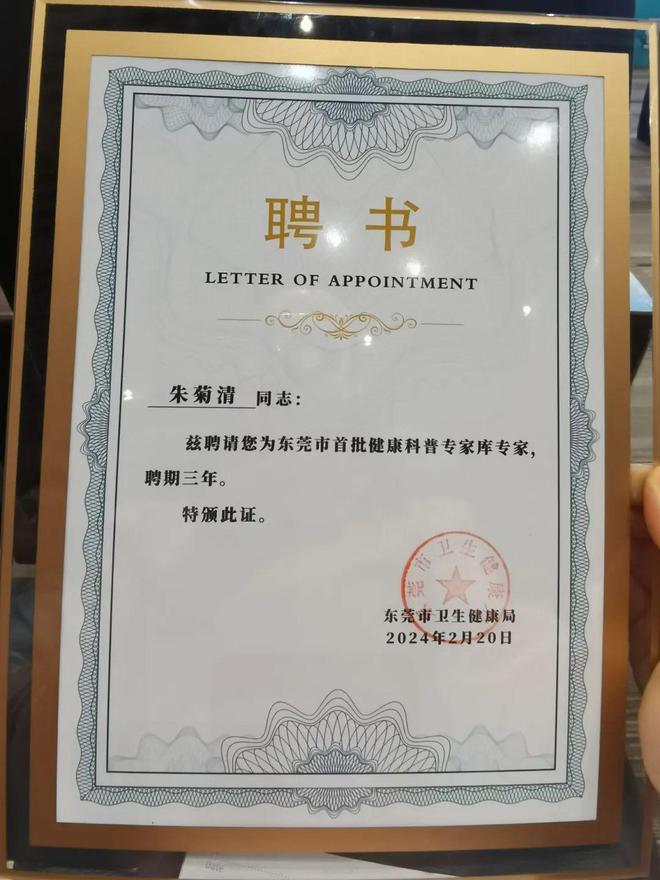 聘书
LETTER OF APPOINTMENT
朱菊清 同志：
兹聘请您为东莞市首批健康科普专家库专家，
聘期三年。
特颁此证。
东莞市卫生健康局
2024年2月20日